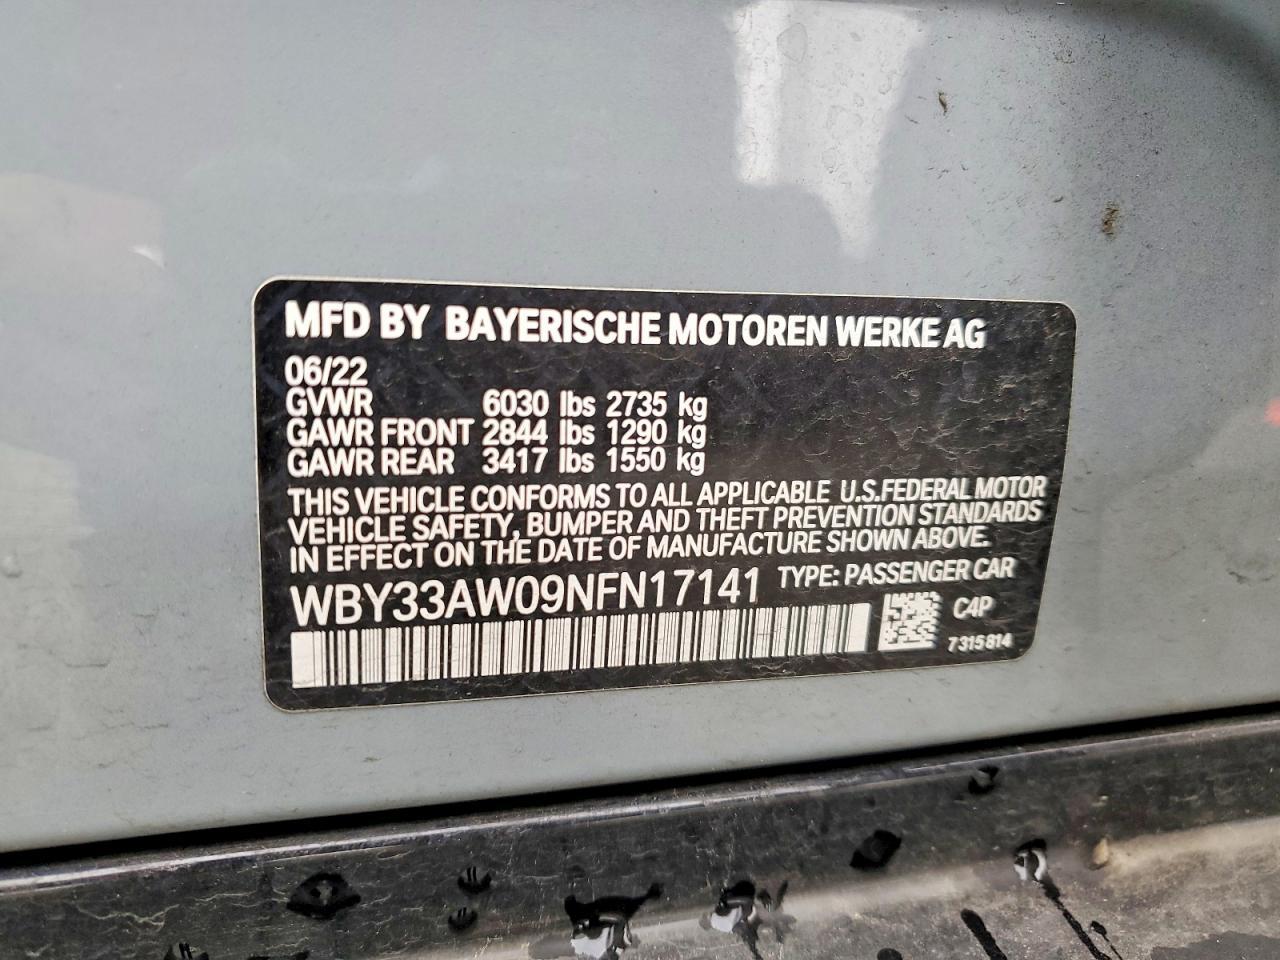 MFD BY BAYERISCHE MOTOREN WERKE AG
06/22
GVWR 6030 lbs 2735 kg
GAWR FRONT 2844 lbs 1290 kg
GAWR REAR 3417 lbs 1550 kg
THIS VEHICLE CONFORMS TO ALL APPLICABLE U.S.FEDERAL MOTOR
VEHICLE SAFETY, BUMPER AND THEFT PREVENTION STANDARDS
IN EFFECT ON THE DATE OF MANUFACTURE SHOWN ABOVE.
WBY33AW09NFN17141 TYPE: PASSENGER CAR
C4P
7315814